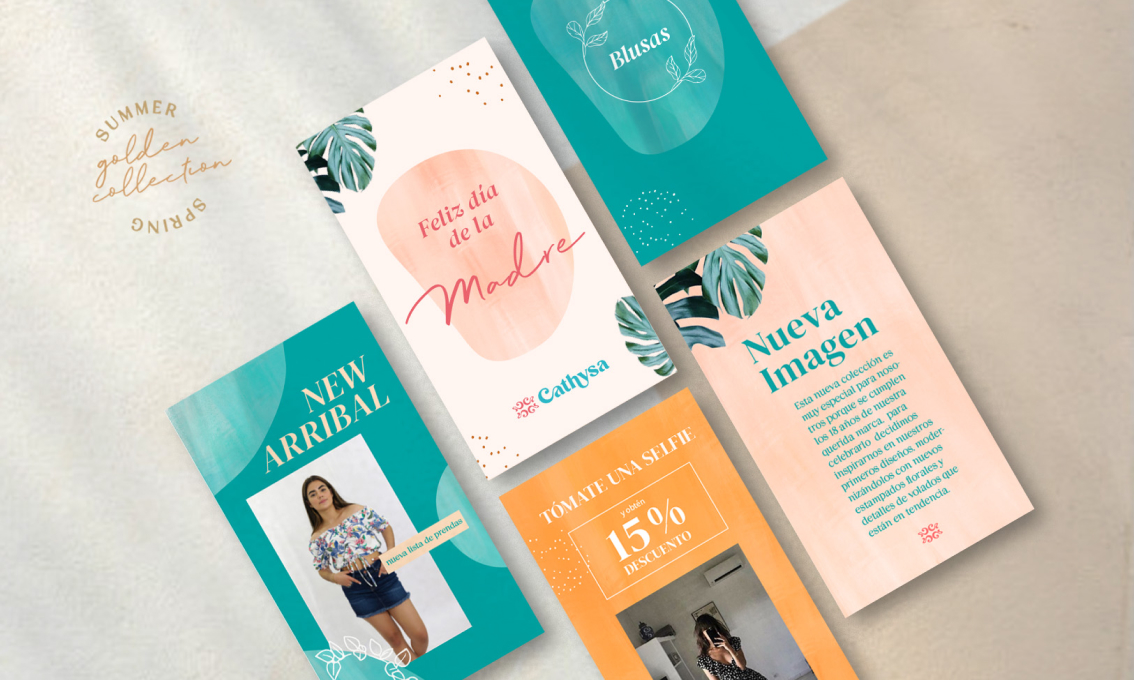 SUMMER
golden
collection
SPRING
Blusas
Feliz día
de la
Madre
Cathysa
NEW
ARRIBAL
nueva lista de prendas
TÓMATE UNA SELFIE
y obtén
15%
DESCUENTO
Nueva
Imagen
Esta nueva colección es
muy especial para noso-
tros porque se cumplen
los 18 años de nuestra
querida marca, para
celebrarlo decidimos
inspirarnos en nuestros
primeros diseños, moder-
nizándolos con nuevos
estampados florales y
detalles de volados que
están en tendencia.